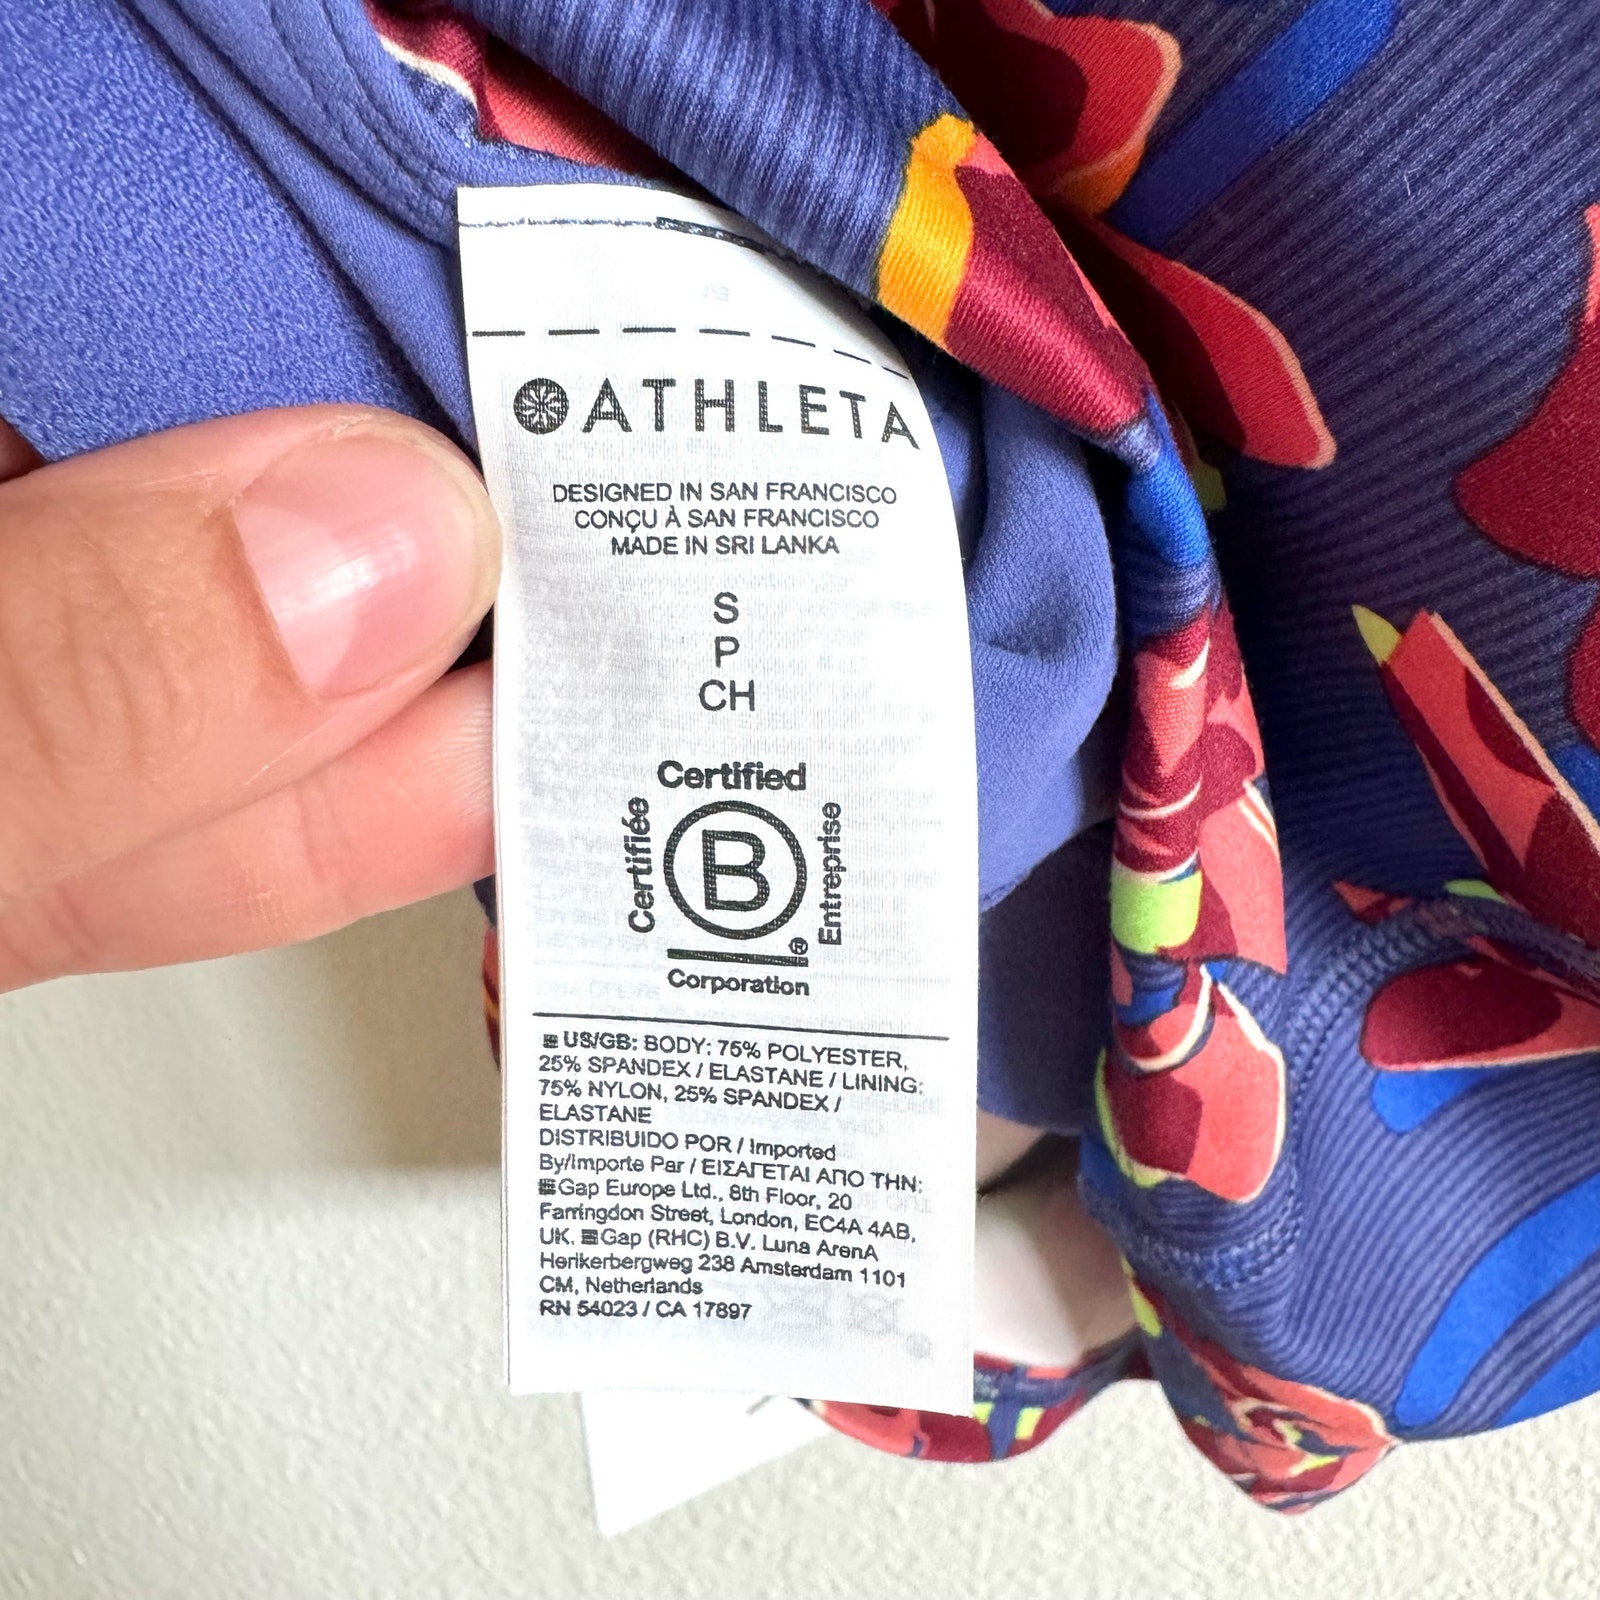 ATHLETA
DESIGNED IN SAN FRANCISCO
CONÇU À SAN FRANCISCO
MADE IN SRI LANKA
S
P
CH
Certified
Certifiée
B
Entreprise
®
Corporation
US/GB: BODY: 75% POLYESTER,
25% SPANDEX / ELASTANE / LINING:
75% NYLON, 25% SPANDEX /
ELASTANE
DISTRIBUIDO POR / Imported
By/Importe Par / ΕΙΣΑΓΕΤΑΙ ΑΠΟ ΤΗΝ:
Gap Europe Ltd., 8th Floor, 20
Farringdon Street, London, EC4A 4AB,
UK, Gap (RHC) B.V. Luna ArenA
Herikerbergweg 238 Amsterdam 1101
CM, Netherlands
RN 54023 / CA 17897